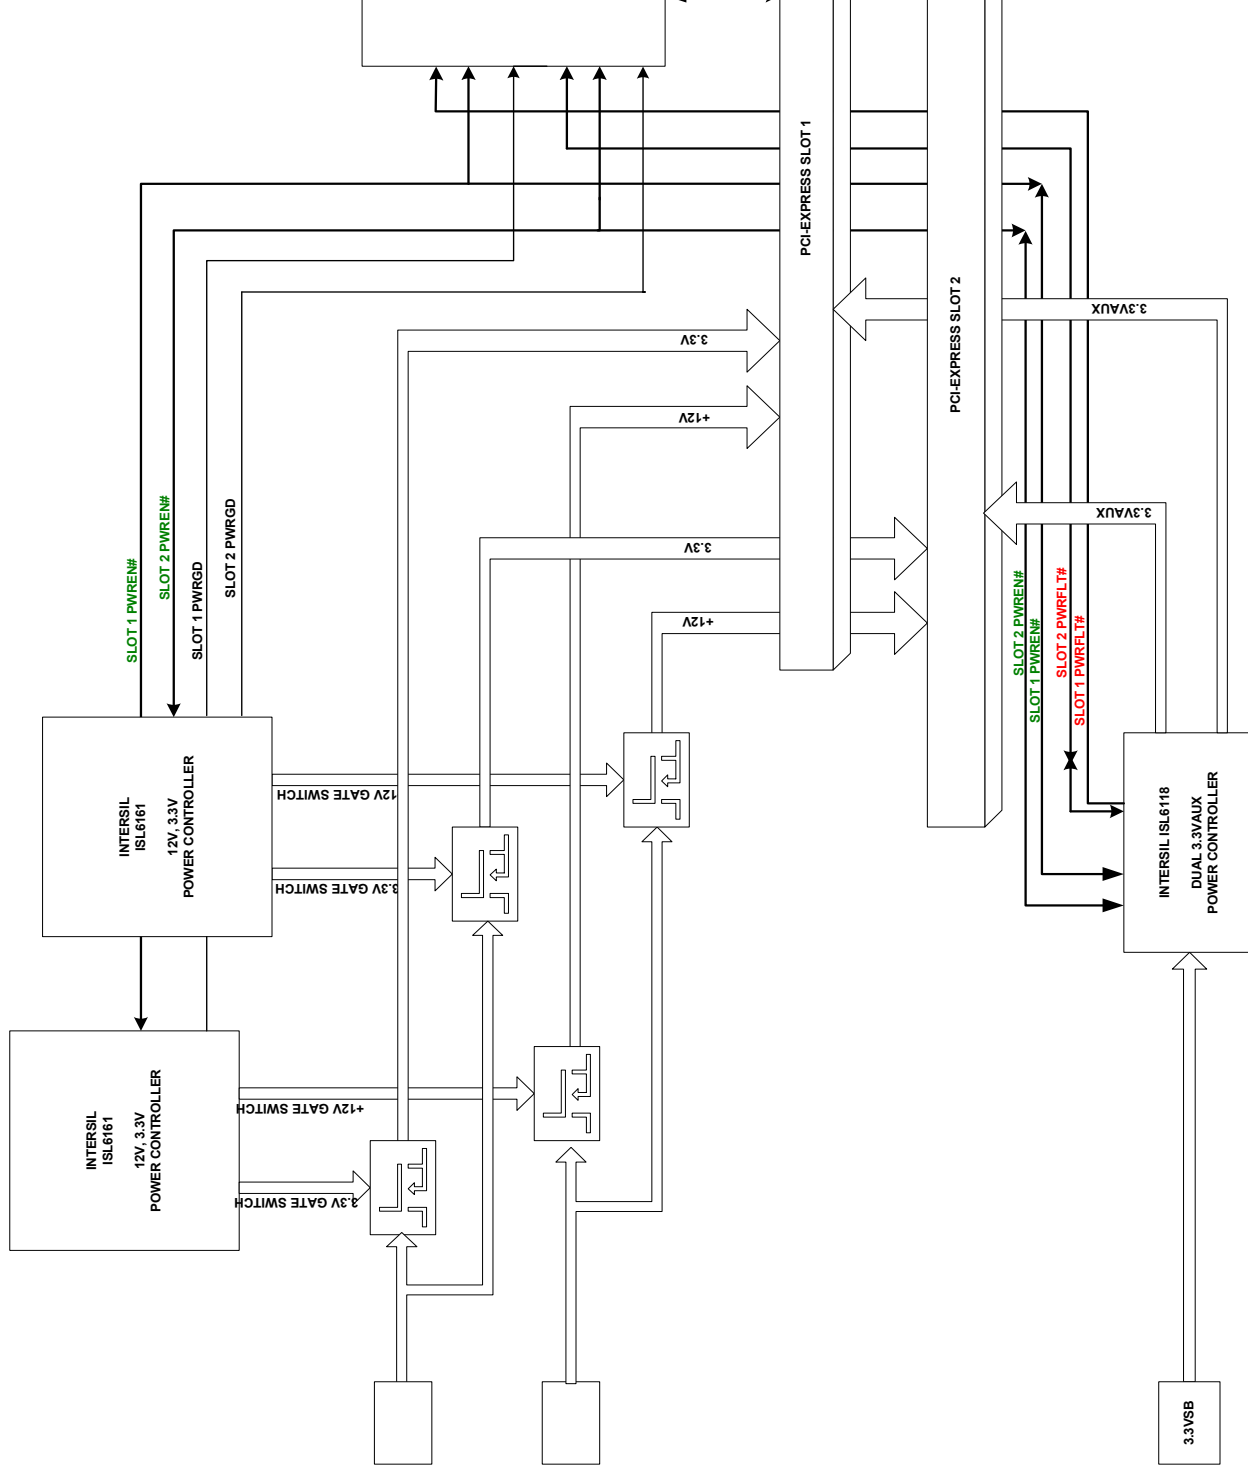 PCI-EXPRESS SLOT 1
PCI-EXPRESS SLOT 2
3.3V
3.3VAUX
+12V
SLOT 1 PWREN#
SLOT 2 PWREN#
SLOT 1 PWRGD
SLOT 2 PWRGD
3.3V
3.3VAUX
+12V
SLOT 2 PWREN#
SLOT 1 PWREN#
SLOT 2 PWRFLT#
SLOT 1 PWRFLT#
INTERSIL
ISL6161
12V, 3.3V
POWER CONTROLLER
12V GATE SWITCH
3.3V GATE SWITCH
INTERSIL ISL6118
DUAL 3.3VAUX
POWER CONTROLLER
INTERSIL
ISL6161
12V, 3.3V
POWER CONTROLLER
+12V GATE SWITCH
3.3V GATE SWITCH
3.3VSB